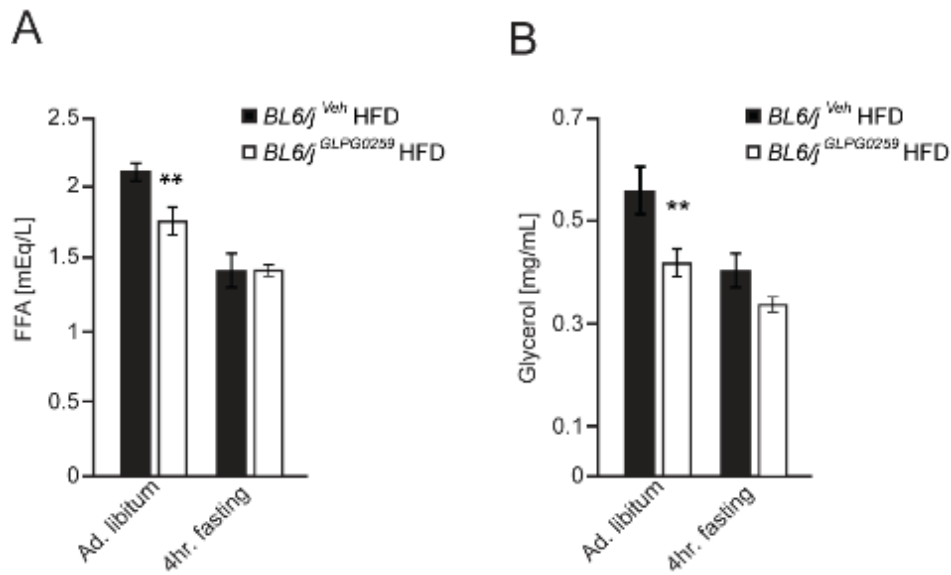 A
BL6/j Veh HFD
BL6/j GLPG0259 HFD
**
FFA [mEq/L]
2.5
2
1.5
1
0.5
0
Ad. libitum
4hr. fasting
B
BL6/j Veh HFD
BL6/j GLPG0259 HFD
**
Glycerol [mg/mL]
0.7
0.5
0.3
0.1
0
Ad. libitum
4hr. fasting